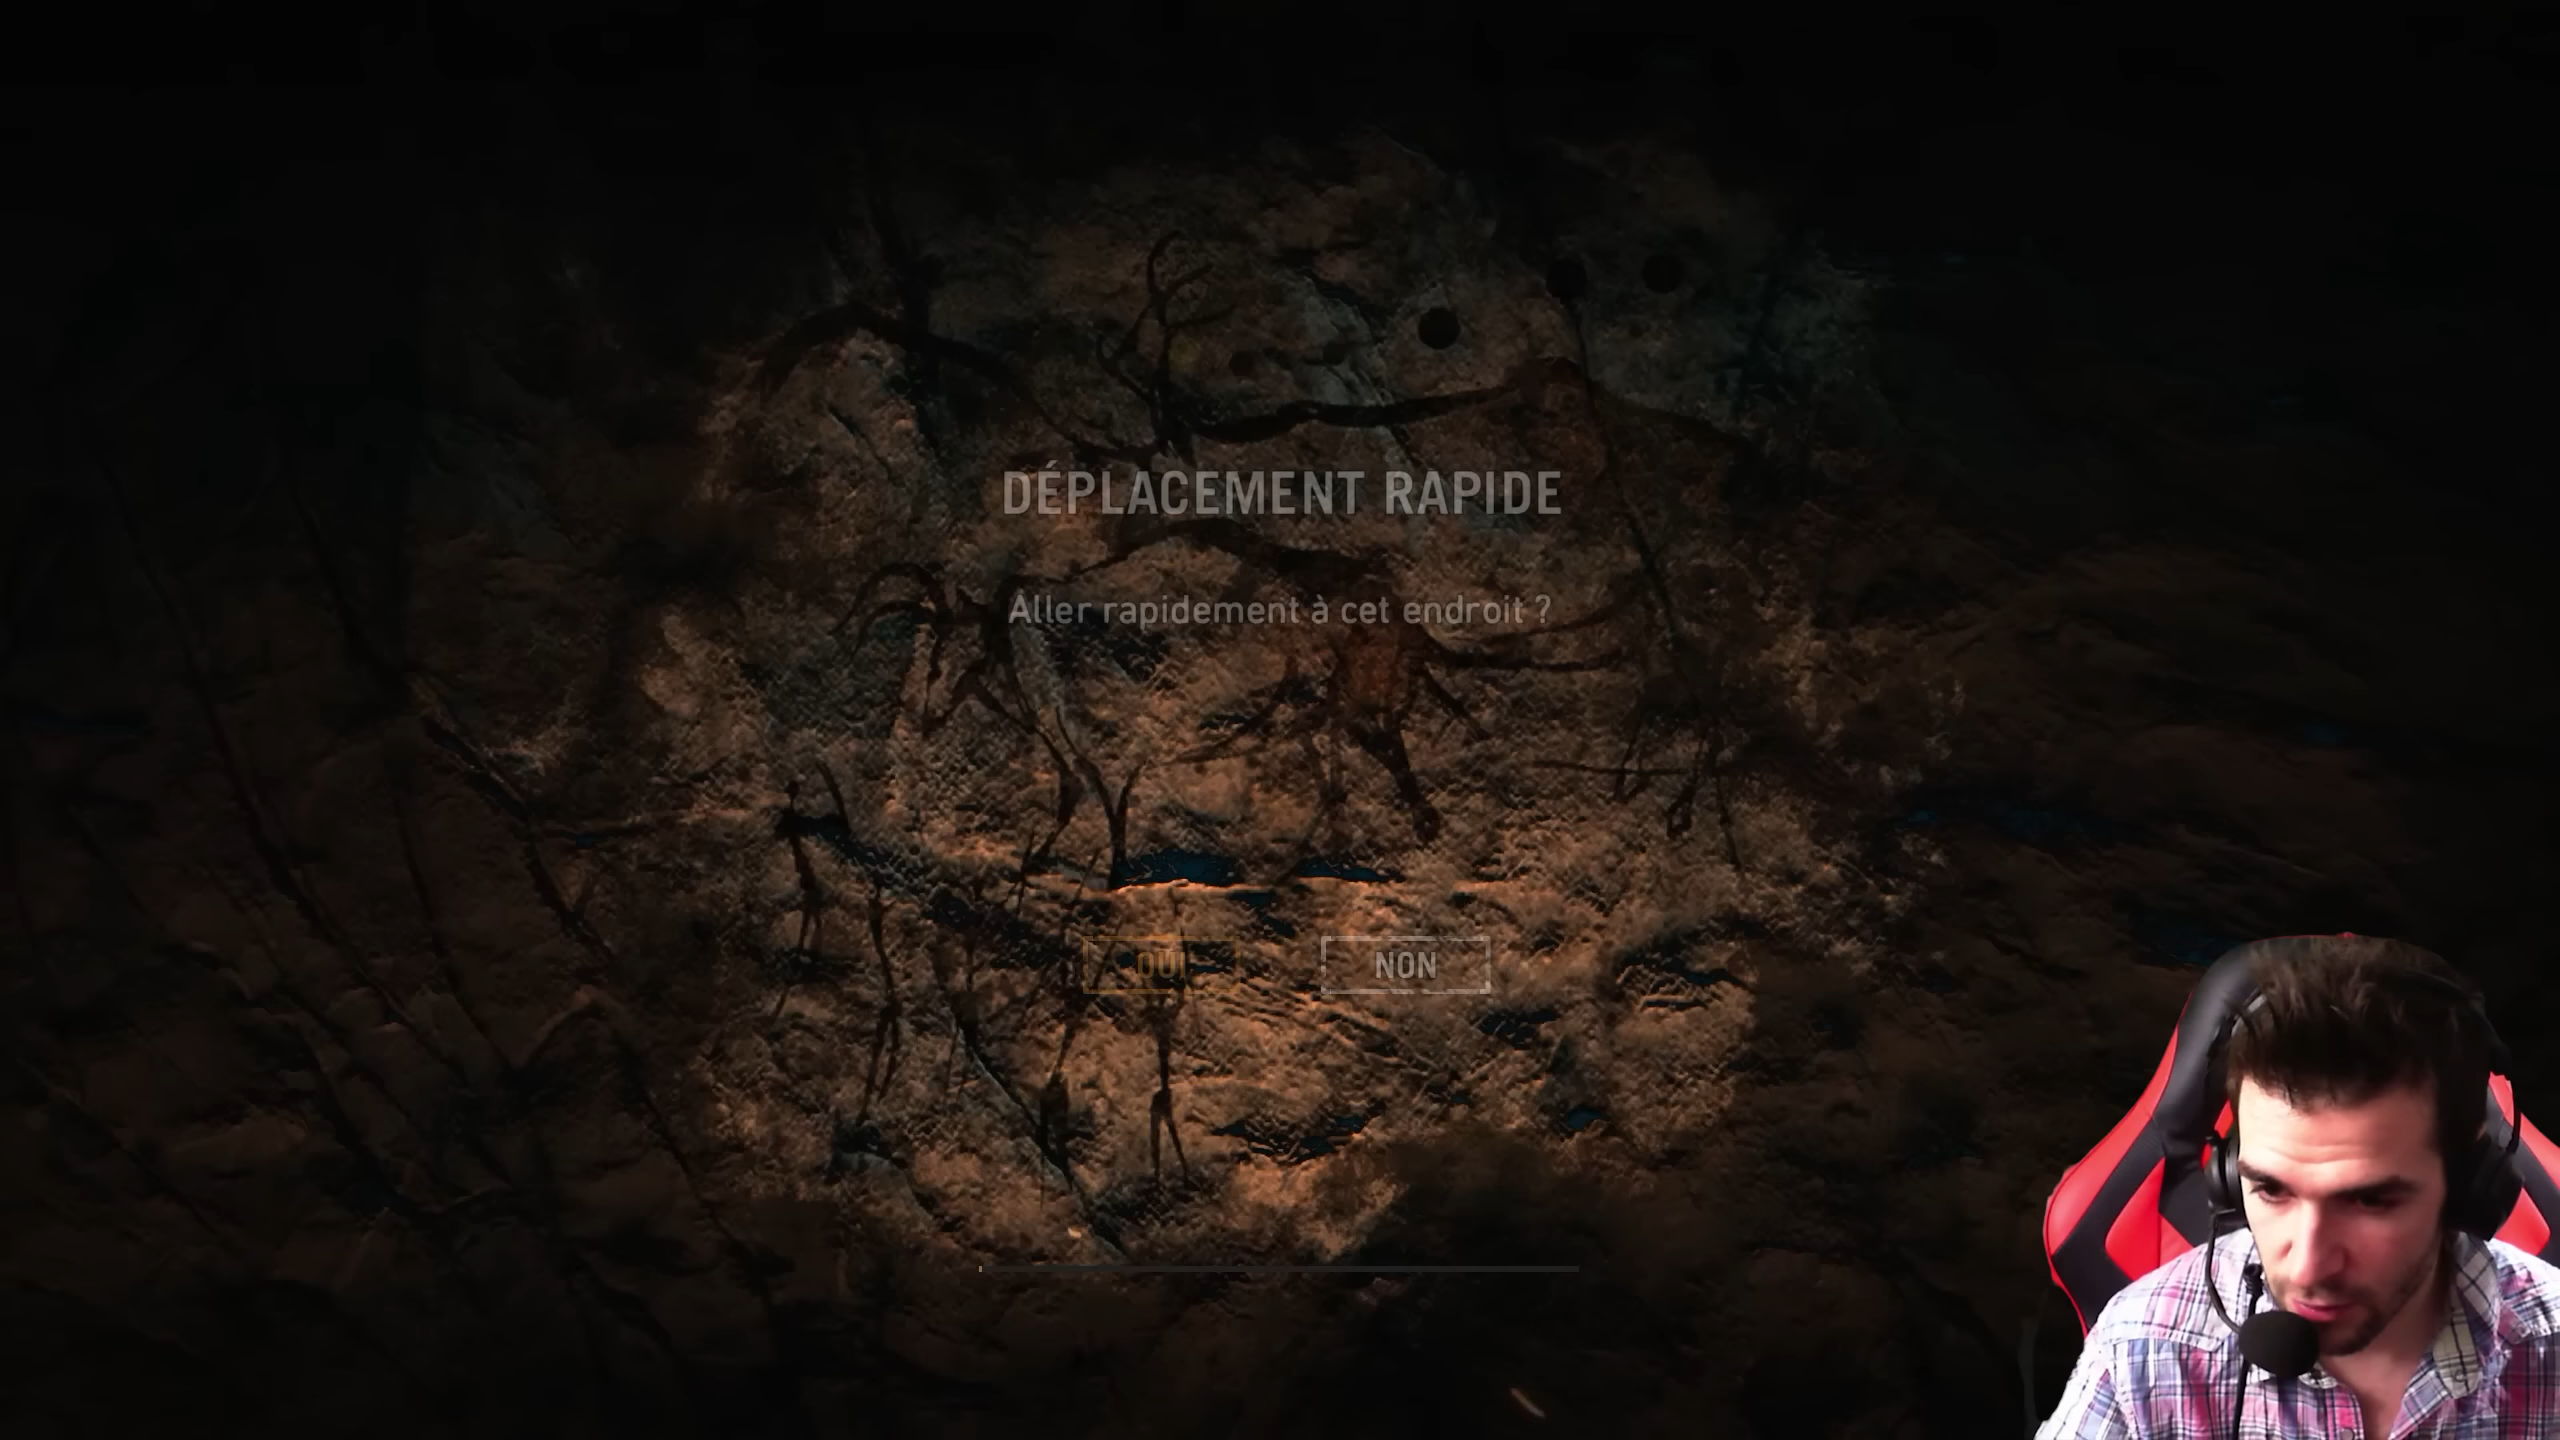 DÉPLACEMENT RAPIDE
Aller rapidement à cet endroit ?
OUI
NON